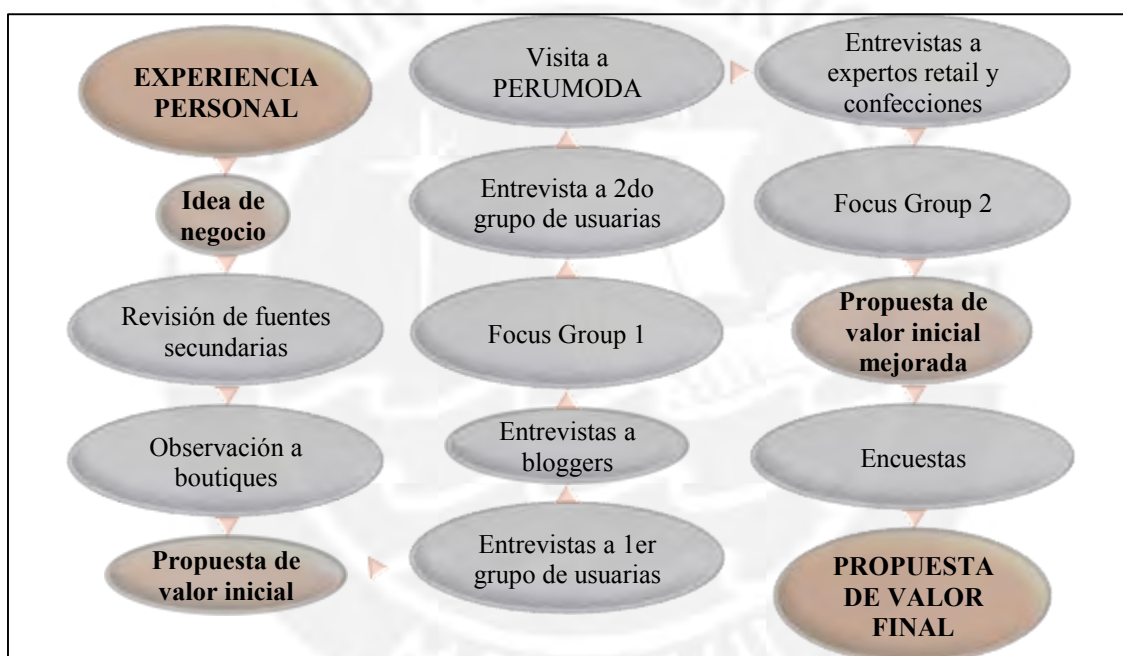 EXPERIENCIA
PERSONAL
Idea de
negocio
Revisión de fuentes
secundarias
Observación a
boutiques
Propuesta de
valor inicial
Entrevistas a 1er
grupo de usuarias
Entrevistas a
bloggers
Focus Group 1
Entrevista a 2do
grupo de usuarias
Visita a
PERUMODA
Entrevistas a
expertos retail y
confecciones
Focus Group 2
Propuesta de
valor inicial
mejorada
Encuestas
PROPUESTA
DE VALOR
FINAL